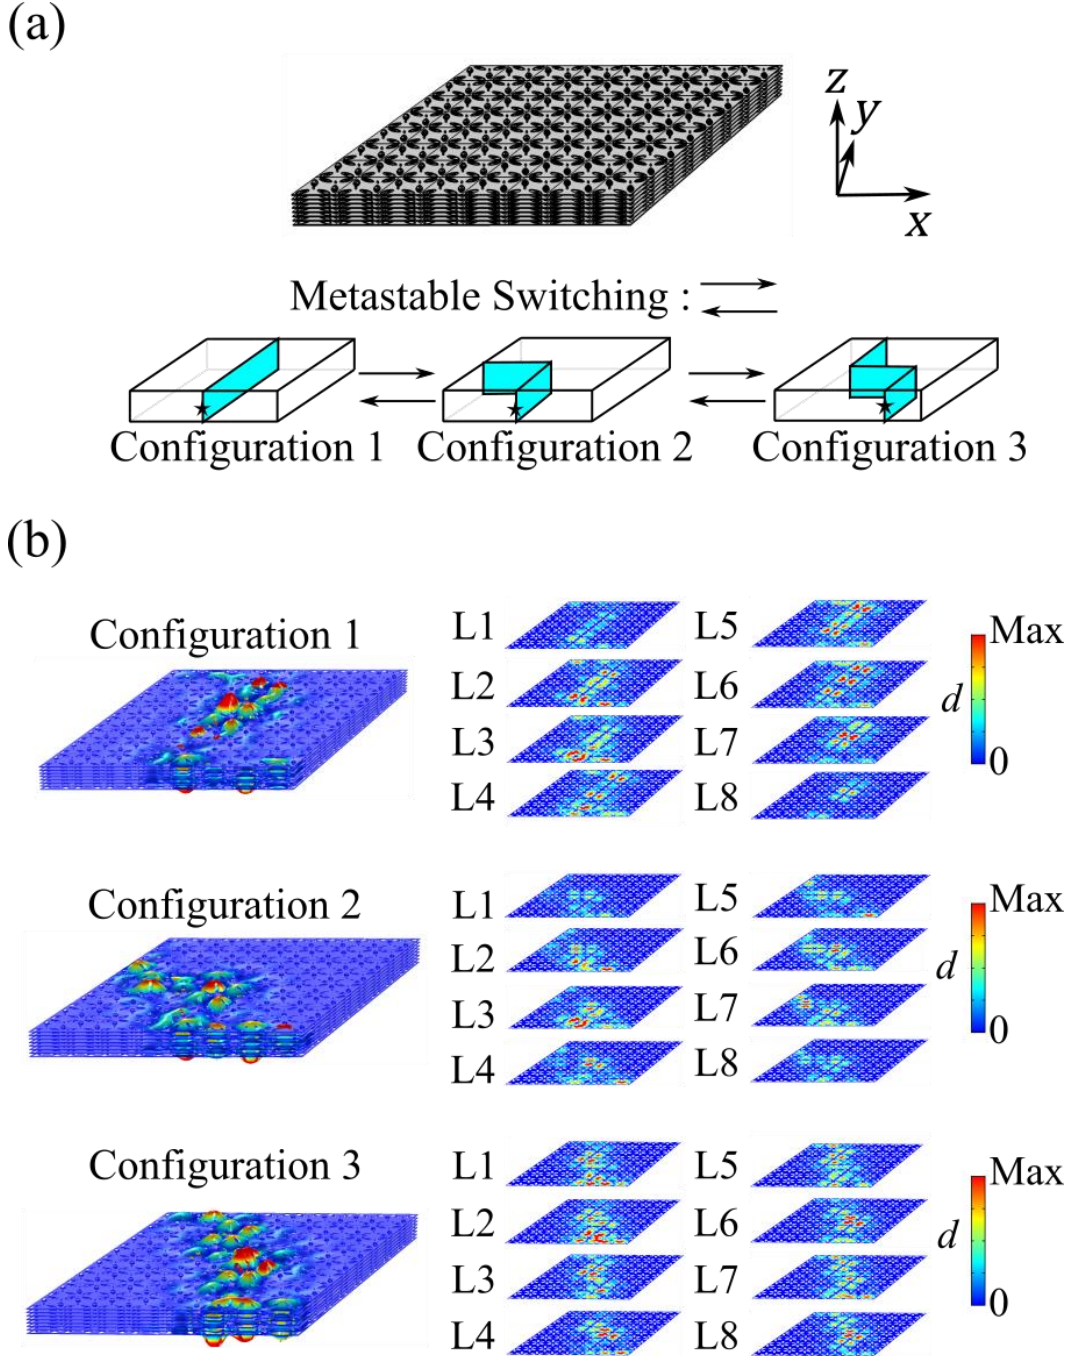 (a)
z
y
x
Metastable Switching :
Configuration 1
Configuration 2
Configuration 3
(b)
Configuration 1
L1
L2
L3
L4
L5
L6
L7
L8
Max
d
0
Configuration 2
L1
L2
L3
L4
L5
L6
L7
L8
Max
d
0
Configuration 3
L1
L2
L3
L4
L5
L6
L7
L8
Max
d
0